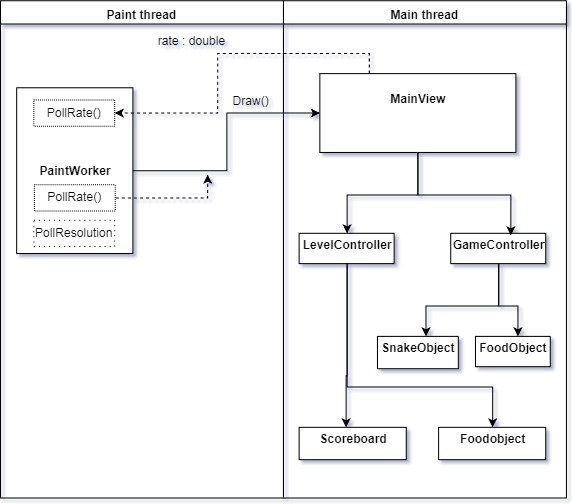 Paint thread
Main thread
rate : double
PollRate()
Draw()
MainView
PaintWorker
PollRate()
PollResolution
LevelController
GameController
SnakeObject
FoodObject
Scoreboard
Foodobject